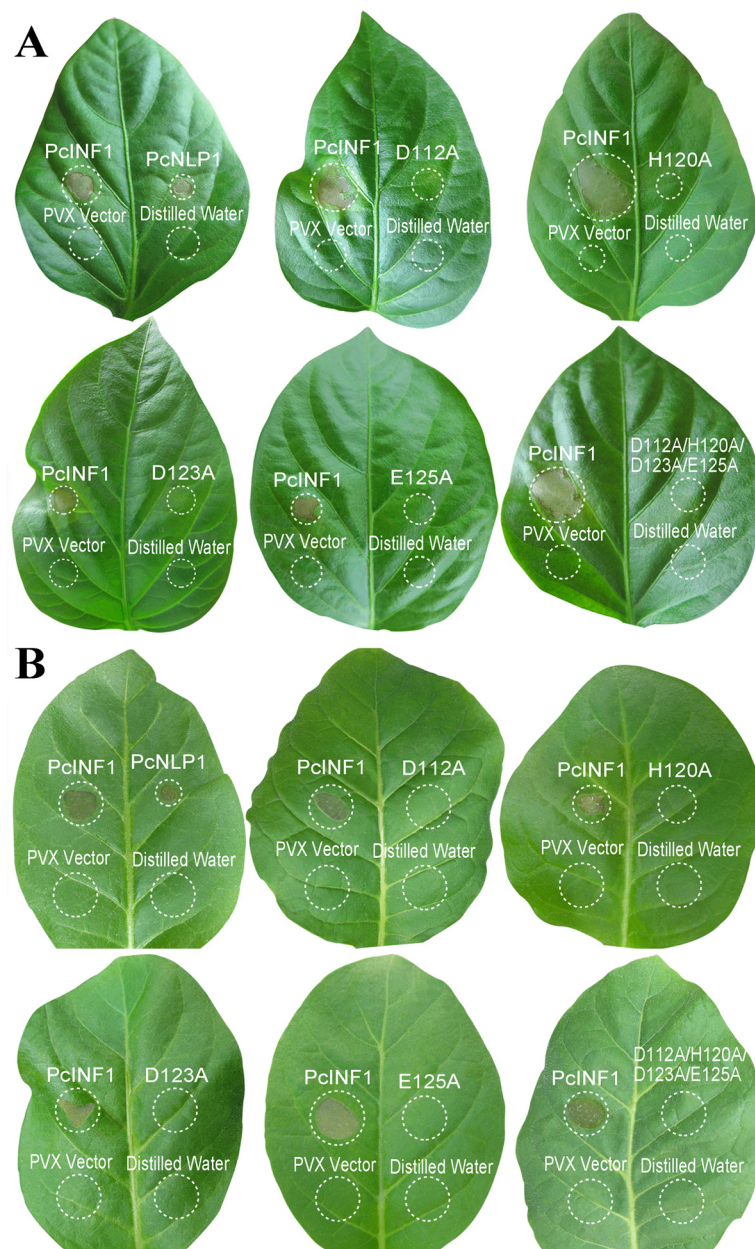 A
PcINF1 PcNLP1
PVX Vector Distilled Water
PcINF1 D112A
PVX Vector Distilled Water
PcINF1 H120A
PVX Vector Distilled Water
PcINF1 D123A
PVX Vector Distilled Water
PcINF1 E125A
PVX Vector Distilled Water
PcINF1 D112A/H120A/
D123A/E125A
PVX Vector Distilled Water
B
PcINF1 PcNLP1
PVX Vector Distilled Water
PcINF1 D112A
PVX Vector Distilled Water
PcINF1 H120A
PVX Vector Distilled Water
PcINF1 D123A
PVX Vector Distilled Water
PcINF1 E125A
PVX Vector Distilled Water
PcINF1 D112A/H120A/
D123A/E125A
PVX Vector Distilled Water